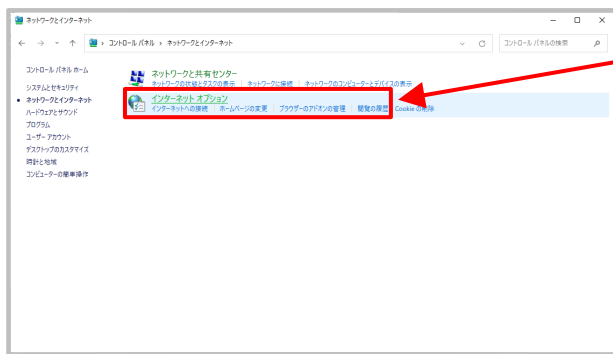 ネットワークとインターネット
コントロール パネル › ネットワークとインターネット
コントロール パネルの検索
コントロール パネル ホーム
システムとセキュリティ
ネットワークとインターネット
ハードウェアとサウンド
プログラム
ユーザー アカウント
デスクトップのカスタマイズ
時計と地域
コンピューターの簡単操作
ネットワークと共有センター
ネットワークの状態とタスクの表示 | ネットワークに接続 | ネットワークのコンピューターとデバイスの表示
インターネット オプション
インターネットへの接続 | ホームページの変更 | ブラウザーのアドオンの管理 | 閲覧の履歴と Cookie の削除